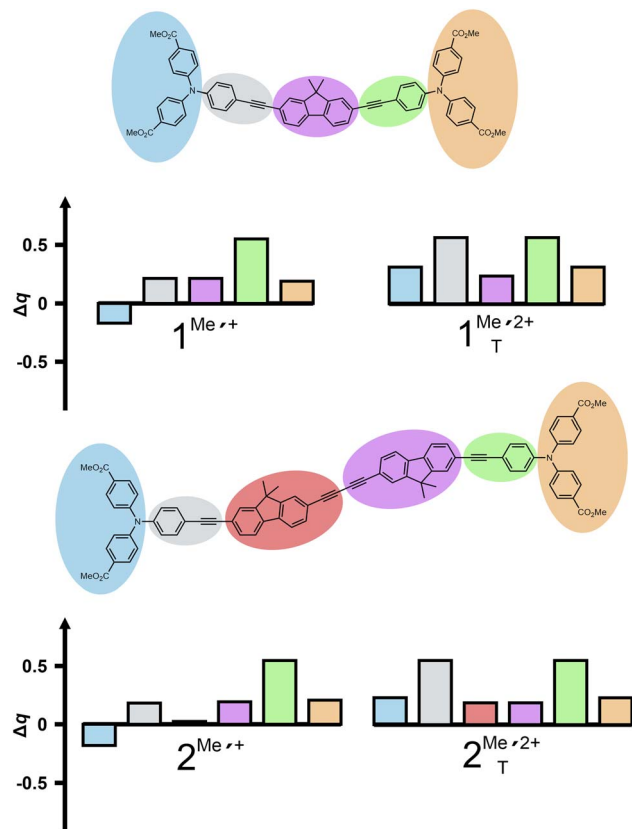 MeO₂C CO₂Me
N N
MeO₂C CO₂Me
0.5
0
-0.5
Δq
1Me′+ 1Me′2+
T
CO₂Me
MeO₂C
N
N
MeO₂C
CO₂Me
0.5
0
-0.5
Δq
2Me′+ 2Me′2+
T